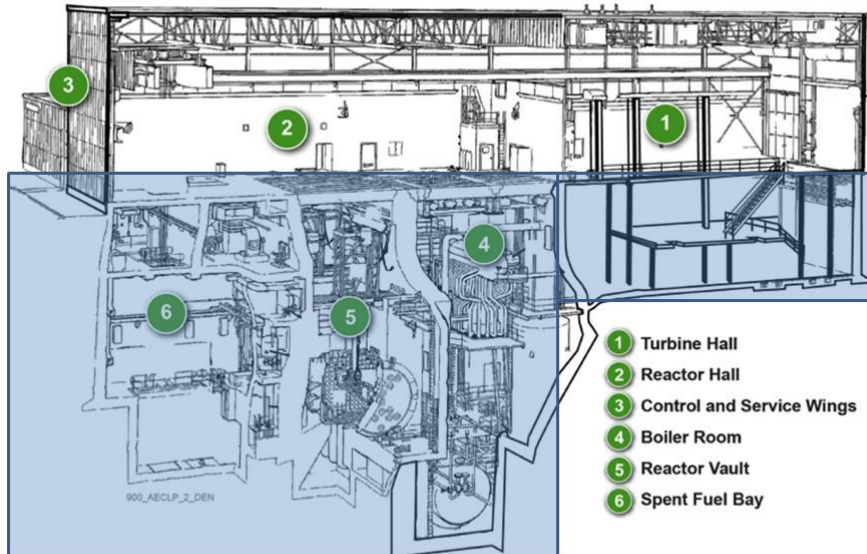 3
2
1
4
6
5
900_AECLP_2_DEN
1 Turbine Hall
2 Reactor Hall
3 Control and Service Wings
4 Boiler Room
5 Reactor Vault
6 Spent Fuel Bay